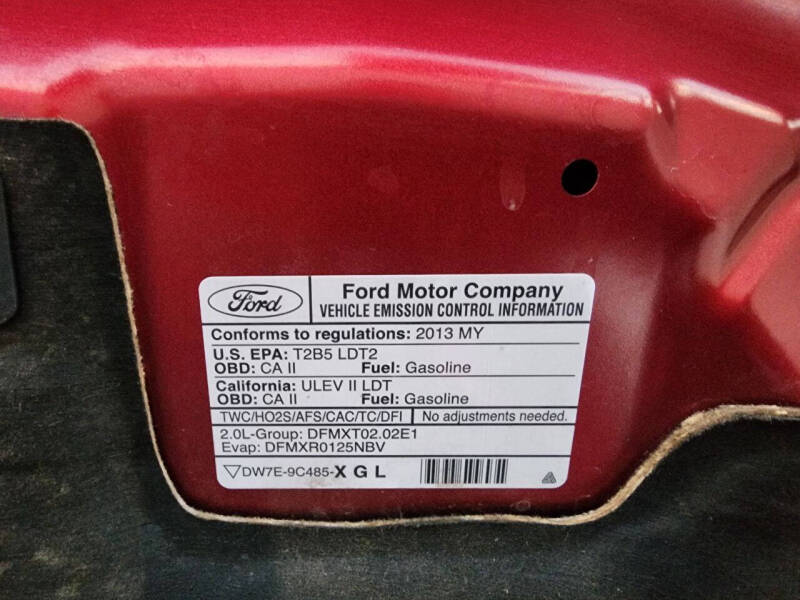 Ford
Ford Motor Company
VEHICLE EMISSION CONTROL INFORMATION
Conforms to regulations: 2013 MY
U.S. EPA: T2B5 LDT2
OBD: CA II Fuel: Gasoline
California: ULEV II LDT
OBD: CA II Fuel: Gasoline
TWC/HO2S/AFS/CAC/TC/DFI No adjustments needed.
2.0L-Group: DFMXT02.02E1
Evap: DFMXR0125NBV
▽DW7E-9C485-X G L